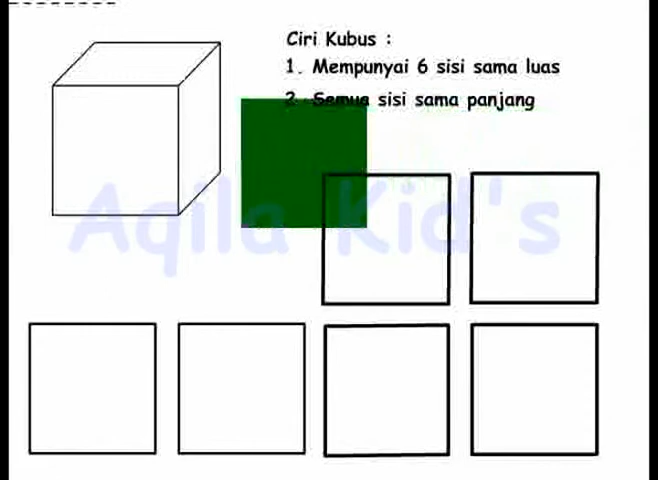 Ciri Kubus :
1. Mempunyai 6 sisi sama luas
2. Semua sisi sama panjang
Aqila Kid's